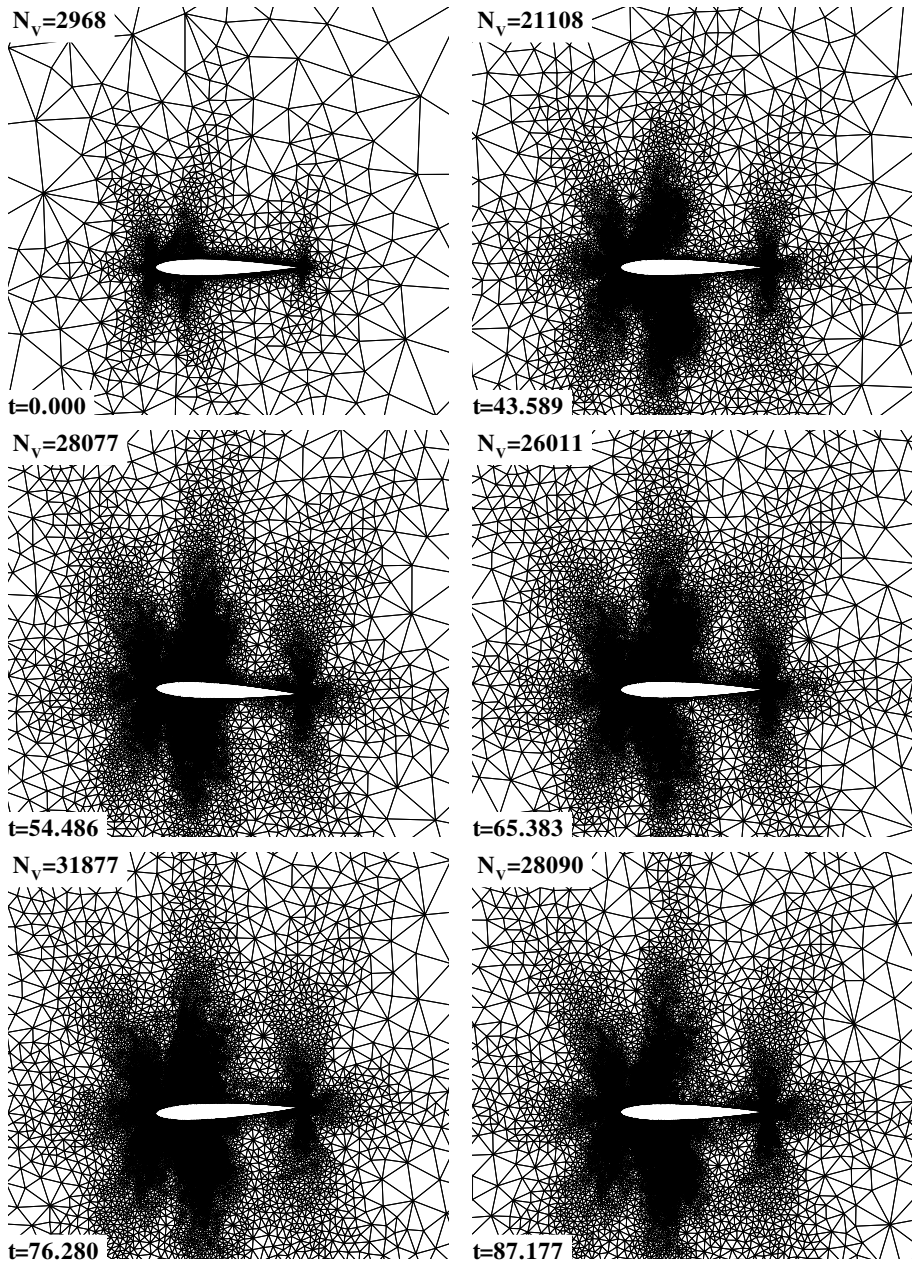 N_v=2968
N_v=21108
t=0.000
t=43.589
N_v=28077
N_v=26011
t=54.486
t=65.383
N_v=31877
N_v=28090
t=76.280
t=87.177